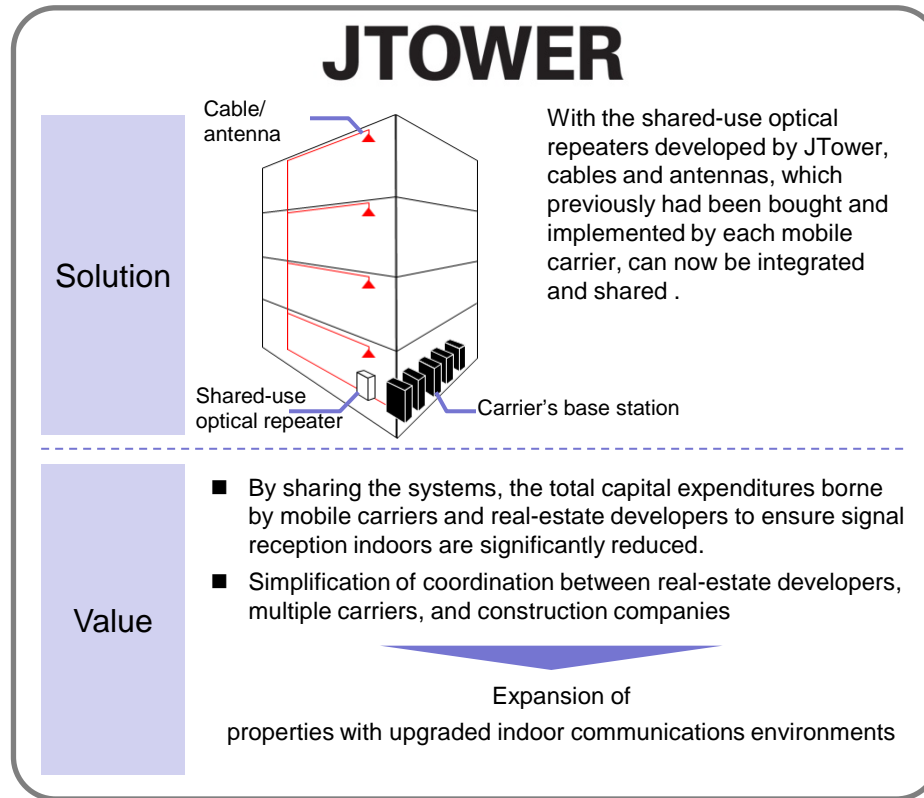 JTOWER
Cable/
antenna
With the shared-use optical
repeaters developed by JTower,
cables and antennas, which
previously had been bought and
implemented by each mobile
carrier, can now be integrated
and shared .
Solution
Shared-use
optical repeater
Carrier's base station
Value
■ By sharing the systems, the total capital expenditures borne
by mobile carriers and real-estate developers to ensure signal
reception indoors are significantly reduced.
■ Simplification of coordination between real-estate developers,
multiple carriers, and construction companies
Expansion of
properties with upgraded indoor communications environments